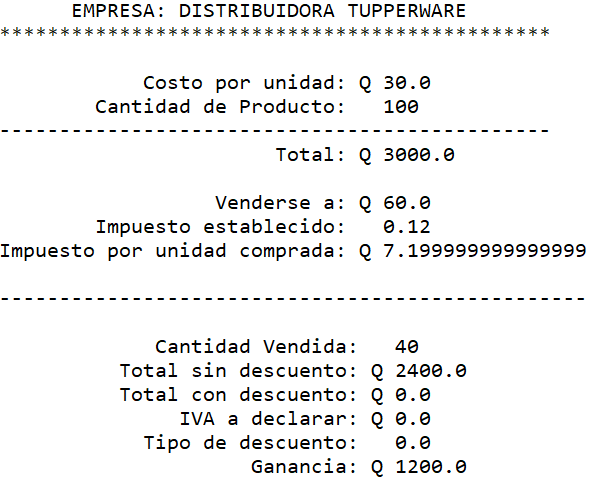 EMPRESA: DISTRIBUIDORA TUPPERWARE
**********************************************
Costo por unidad: Q 30.0
Cantidad de Producto: 100
----------------------------------------------
Total: Q 3000.0
Venderse a: Q 60.0
Impuesto establecido: 0.12
Impuesto por unidad comprada: Q 7.199999999999999
-------------------------------------------------
Cantidad Vendida: 40
Total sin descuento: Q 2400.0
Total con descuento: Q 0.0
IVA a declarar: Q 0.0
Tipo de descuento: 0.0
Ganancia: Q 1200.0